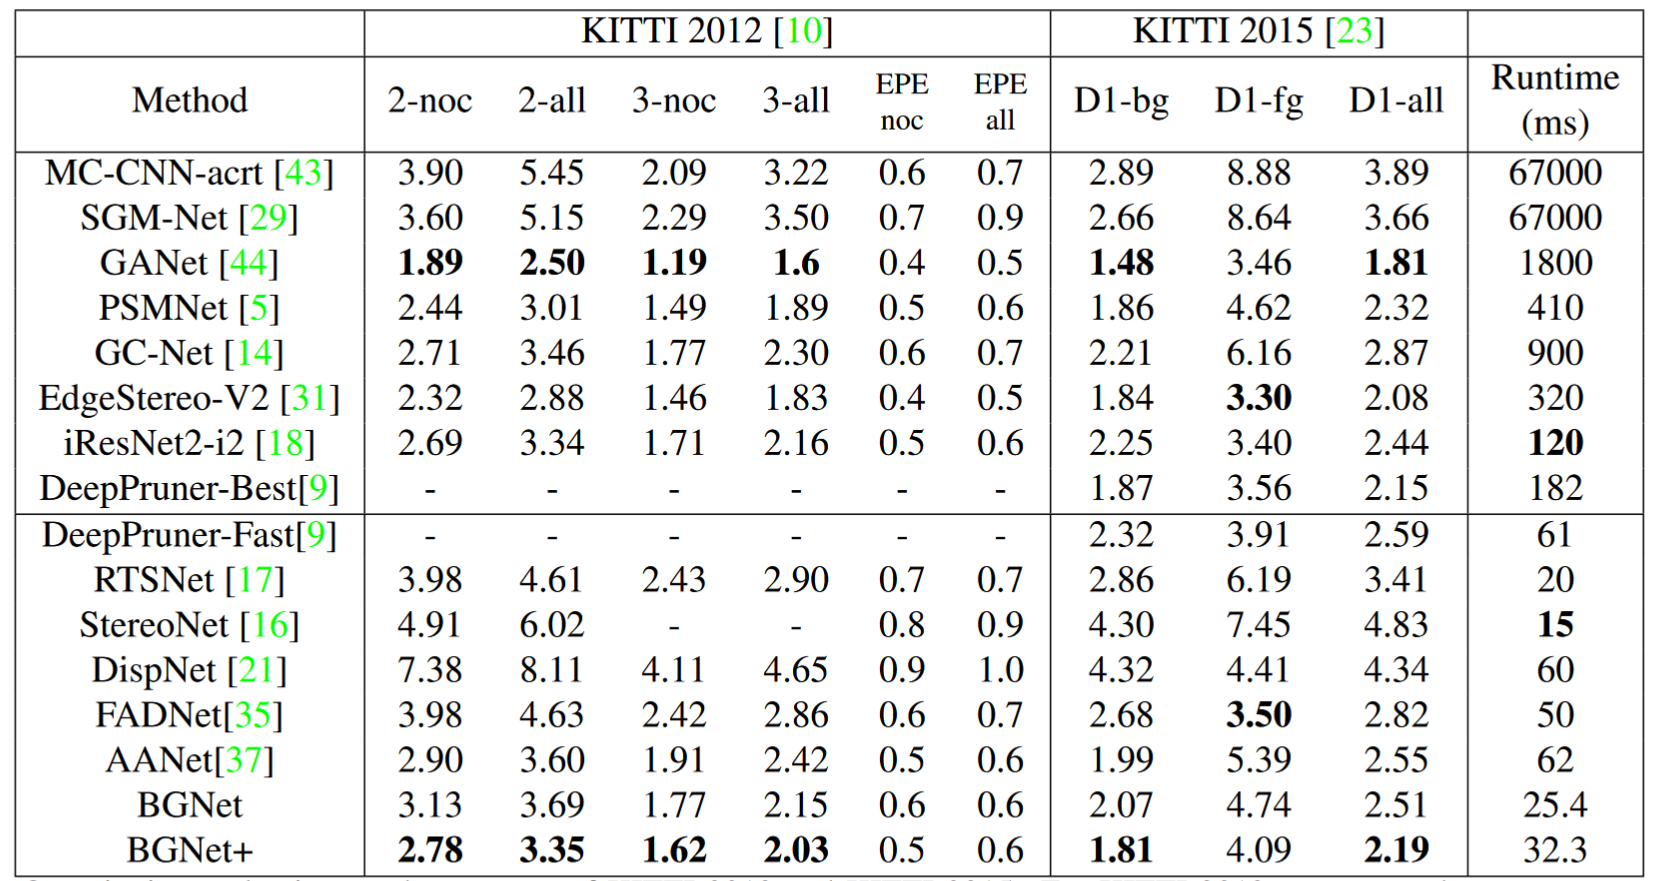 KITTI 2012 [10] KITTI 2015 [23]
Method 2-noc 2-all 3-noc 3-all EPE noc EPE all D1-bg D1-fg D1-all Runtime (ms)
MC-CNN-acrt [43] 3.90 5.45 2.09 3.22 0.6 0.7 2.89 8.88 3.89 67000
SGM-Net [29] 3.60 5.15 2.29 3.50 0.7 0.9 2.66 8.64 3.66 67000
GANet [44] 1.89 2.50 1.19 1.6 0.4 0.5 1.48 3.46 1.81 1800
PSMNet [5] 2.44 3.01 1.49 1.89 0.5 0.6 1.86 4.62 2.32 410
GC-Net [14] 2.71 3.46 1.77 2.30 0.6 0.7 2.21 6.16 2.87 900
EdgeStereo-V2 [31] 2.32 2.88 1.46 1.83 0.4 0.5 1.84 3.30 2.08 320
iResNet2-i2 [18] 2.69 3.34 1.71 2.16 0.5 0.6 2.25 3.40 2.44 120
DeepPruner-Best[9] - - - - - - 1.87 3.56 2.15 182
DeepPruner-Fast[9] - - - - - - 2.32 3.91 2.59 61
RTSNet [17] 3.98 4.61 2.43 2.90 0.7 0.7 2.86 6.19 3.41 20
StereoNet [16] 4.91 6.02 - - 0.8 0.9 4.30 7.45 4.83 15
DispNet [21] 7.38 8.11 4.11 4.65 0.9 1.0 4.32 4.41 4.34 60
FADNet[35] 3.98 4.63 2.42 2.86 0.6 0.7 2.68 3.50 2.82 50
AANet[37] 2.90 3.60 1.91 2.42 0.5 0.6 1.99 5.39 2.55 62
BGNet 3.13 3.69 1.77 2.15 0.6 0.6 2.07 4.74 2.51 25.4
BGNet+ 2.78 3.35 1.62 2.03 0.5 0.6 1.81 4.09 2.19 32.3